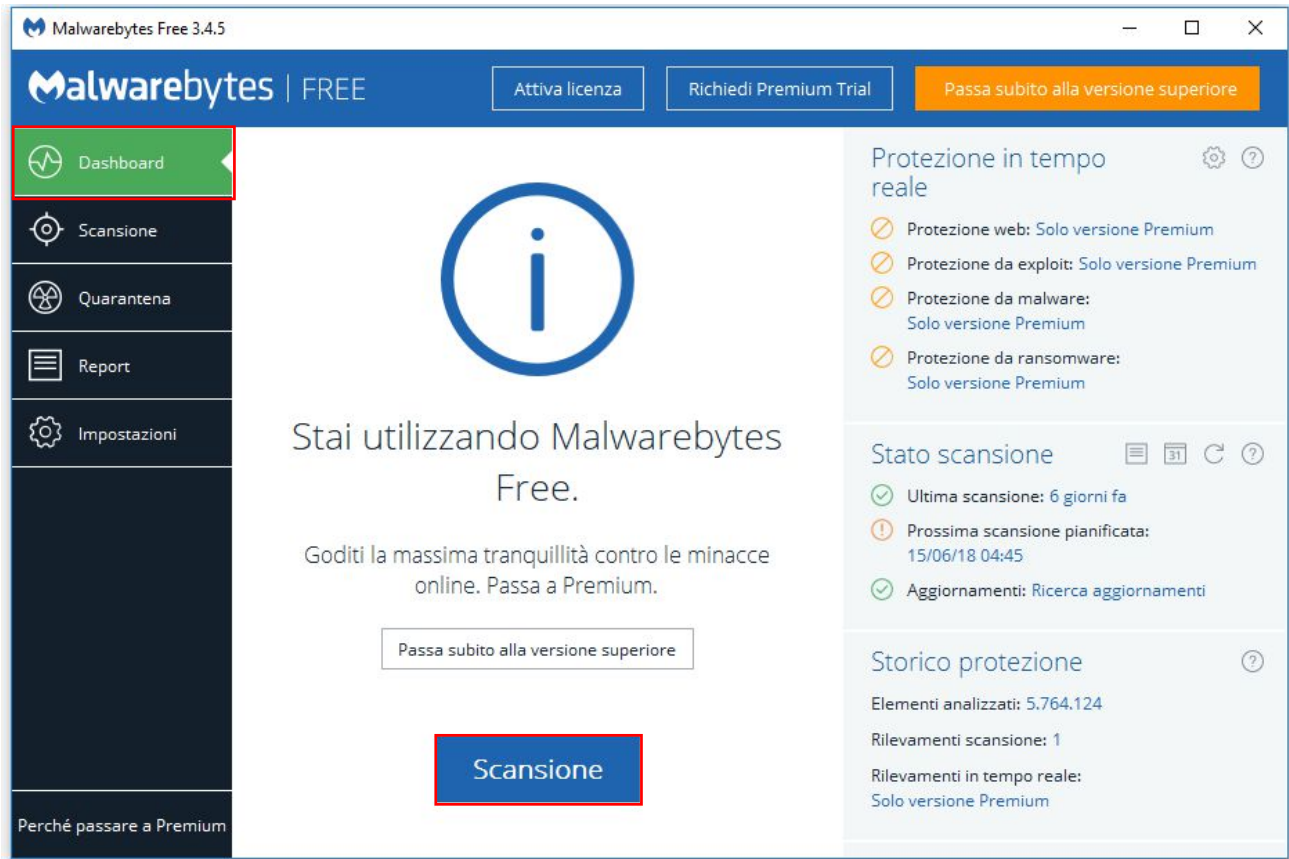 Malwarebytes Free 3.4.5
Malwarebytes | FREE
Attiva licenza
Richiedi Premium Trial
Passa subito alla versione superiore
Dashboard
Scansione
Quarantena
Report
Impostazioni
Perché passare a Premium
Stai utilizzando Malwarebytes
Free.
Goditi la massima tranquillità contro le minacce
online. Passa a Premium.
Passa subito alla versione superiore
Scansione
Protezione in tempo
reale
Protezione web: Solo versione Premium
Protezione da exploit: Solo versione Premium
Protezione da malware:
Solo versione Premium
Protezione da ransomware:
Solo versione Premium
Stato scansione
31
Ultima scansione: 6 giorni fa
Prossima scansione pianificata:
15/06/18 04:45
Aggiornamenti: Ricerca aggiornamenti
Storico protezione
Elementi analizzati: 5.764.124
Rilevamenti scansione: 1
Rilevamenti in tempo reale:
Solo versione Premium